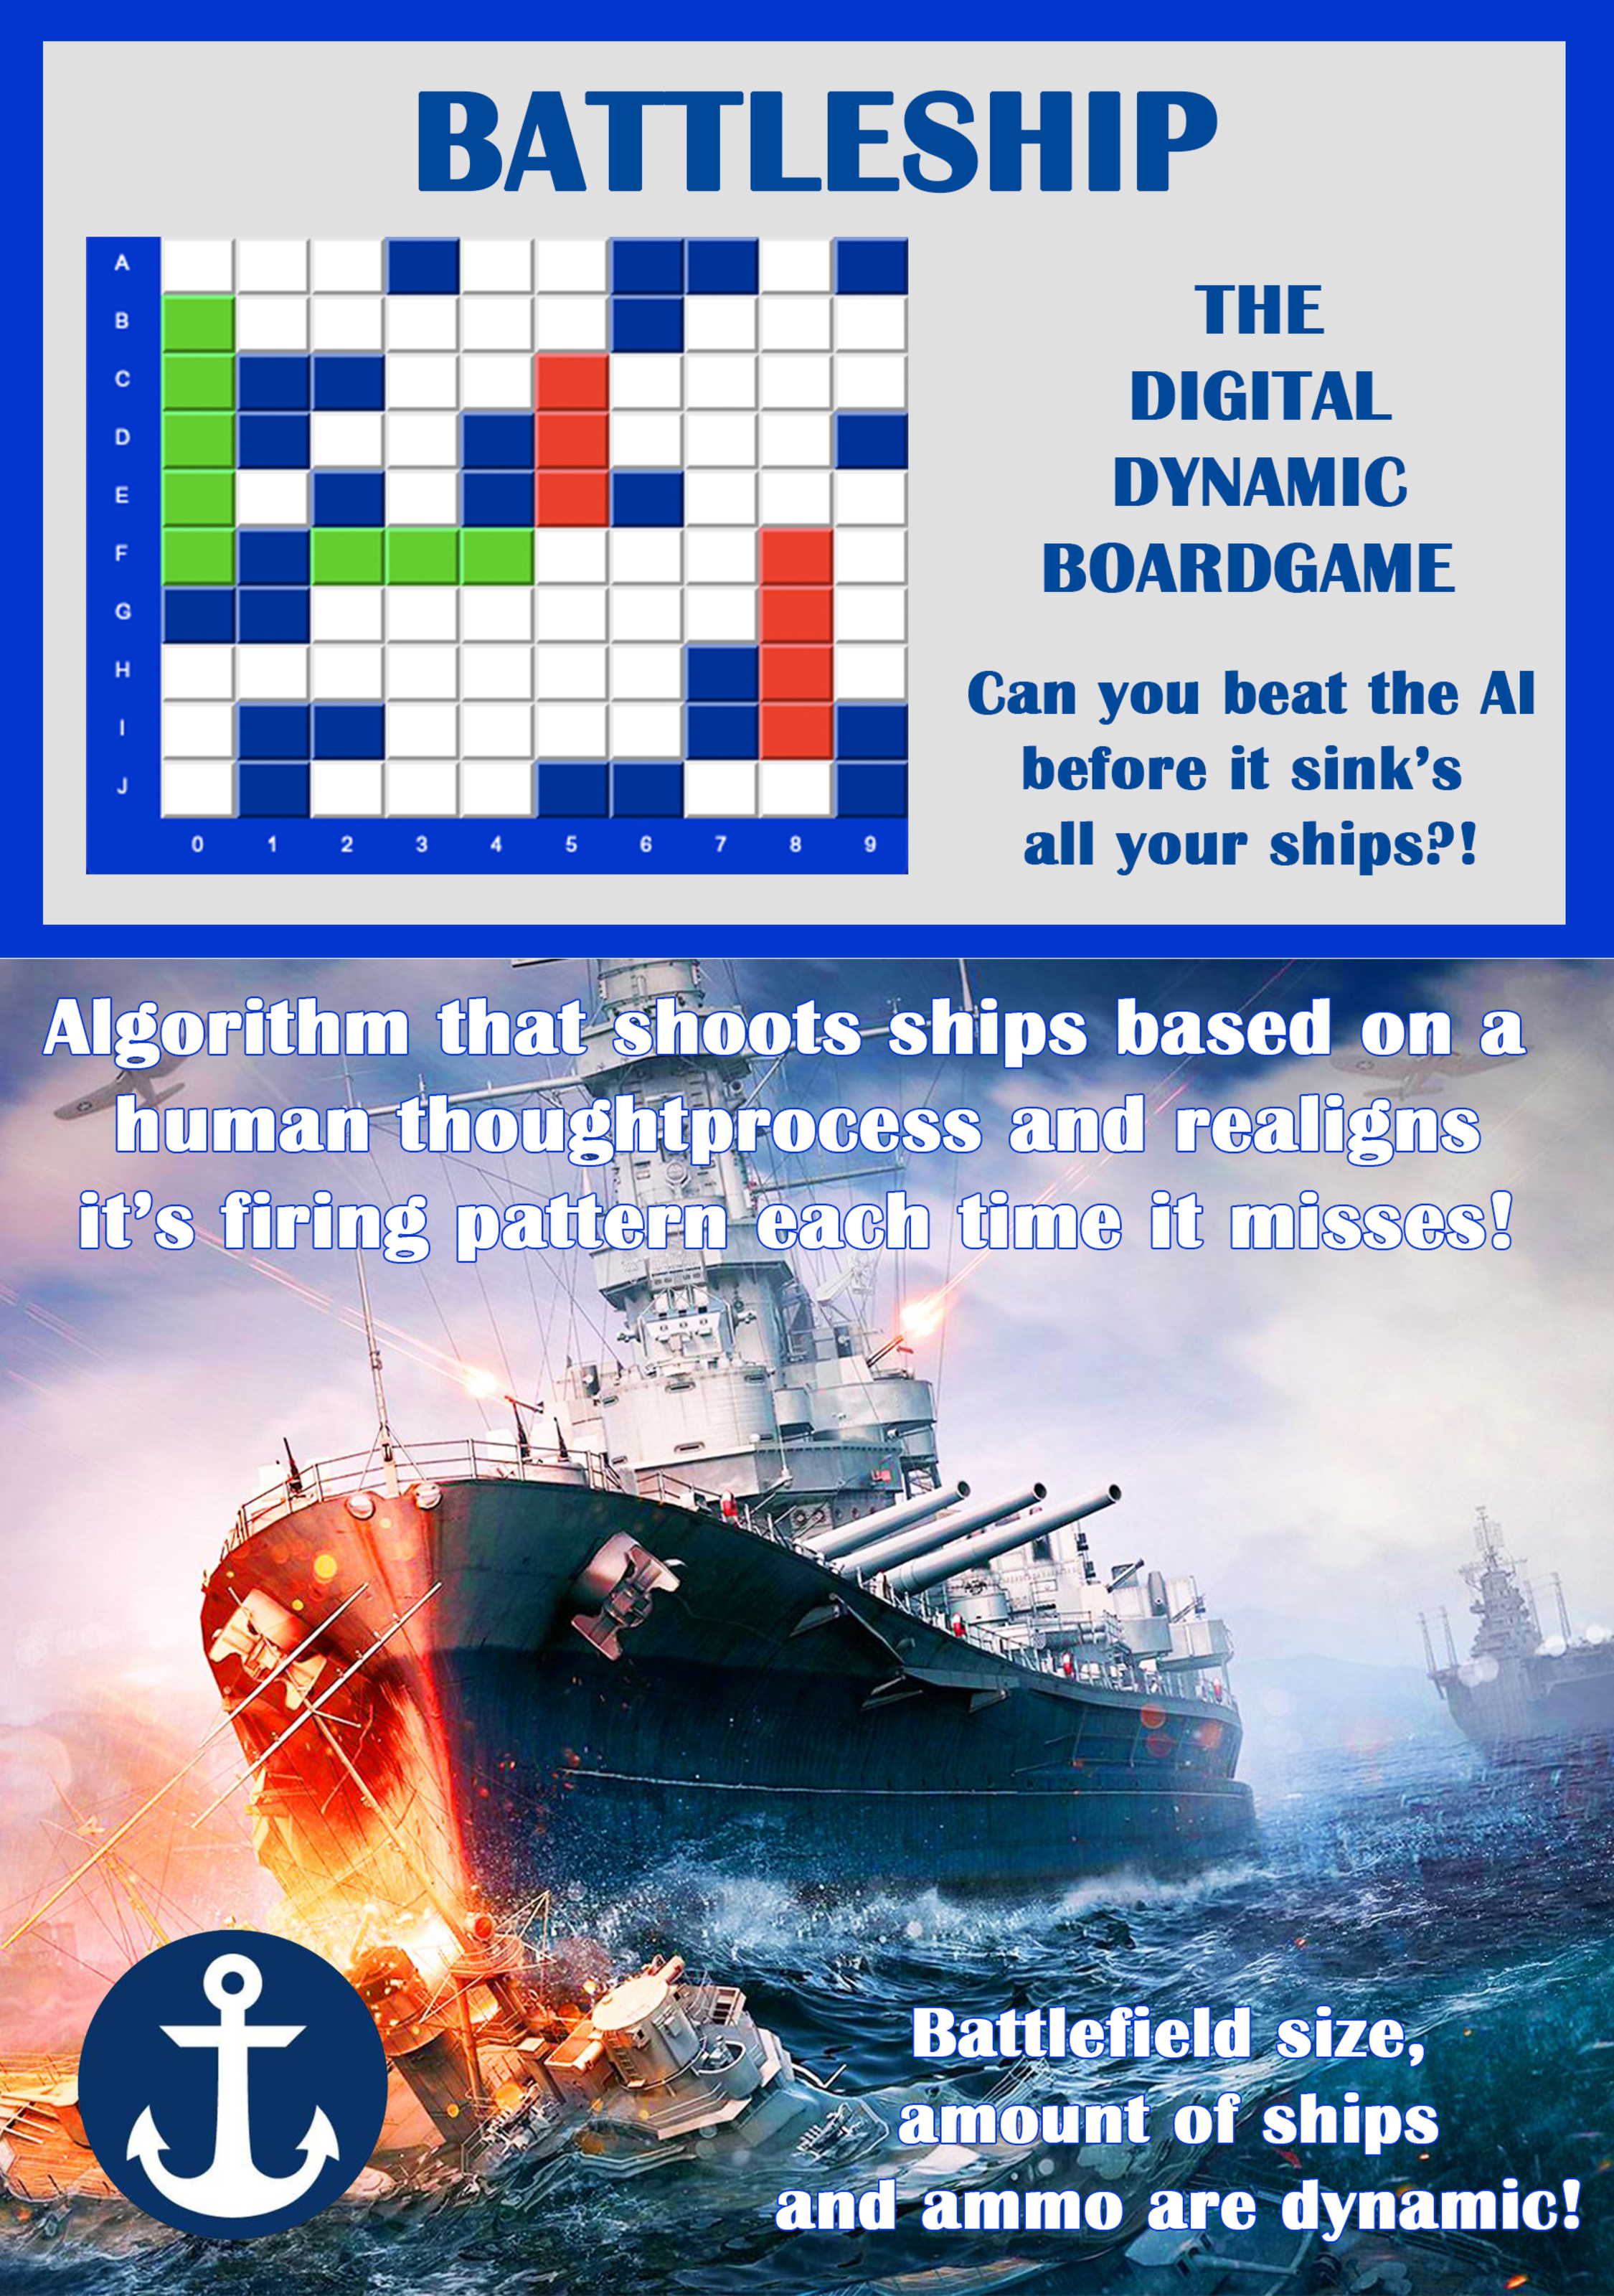 BATTLESHIP
A
B
C
D
E
F
G
H
I
J
0 1 2 3 4 5 6 7 8 9
THE
DIGITAL
DYNAMIC
BOARDGAME
Can you beat the AI
before it sink’s
all your ships?!
Algorithm that shoots ships based on a
human thoughtprocess and realigns
it’s firing pattern each time it misses!
Battlefield size,
amount of ships
and ammo are dynamic!